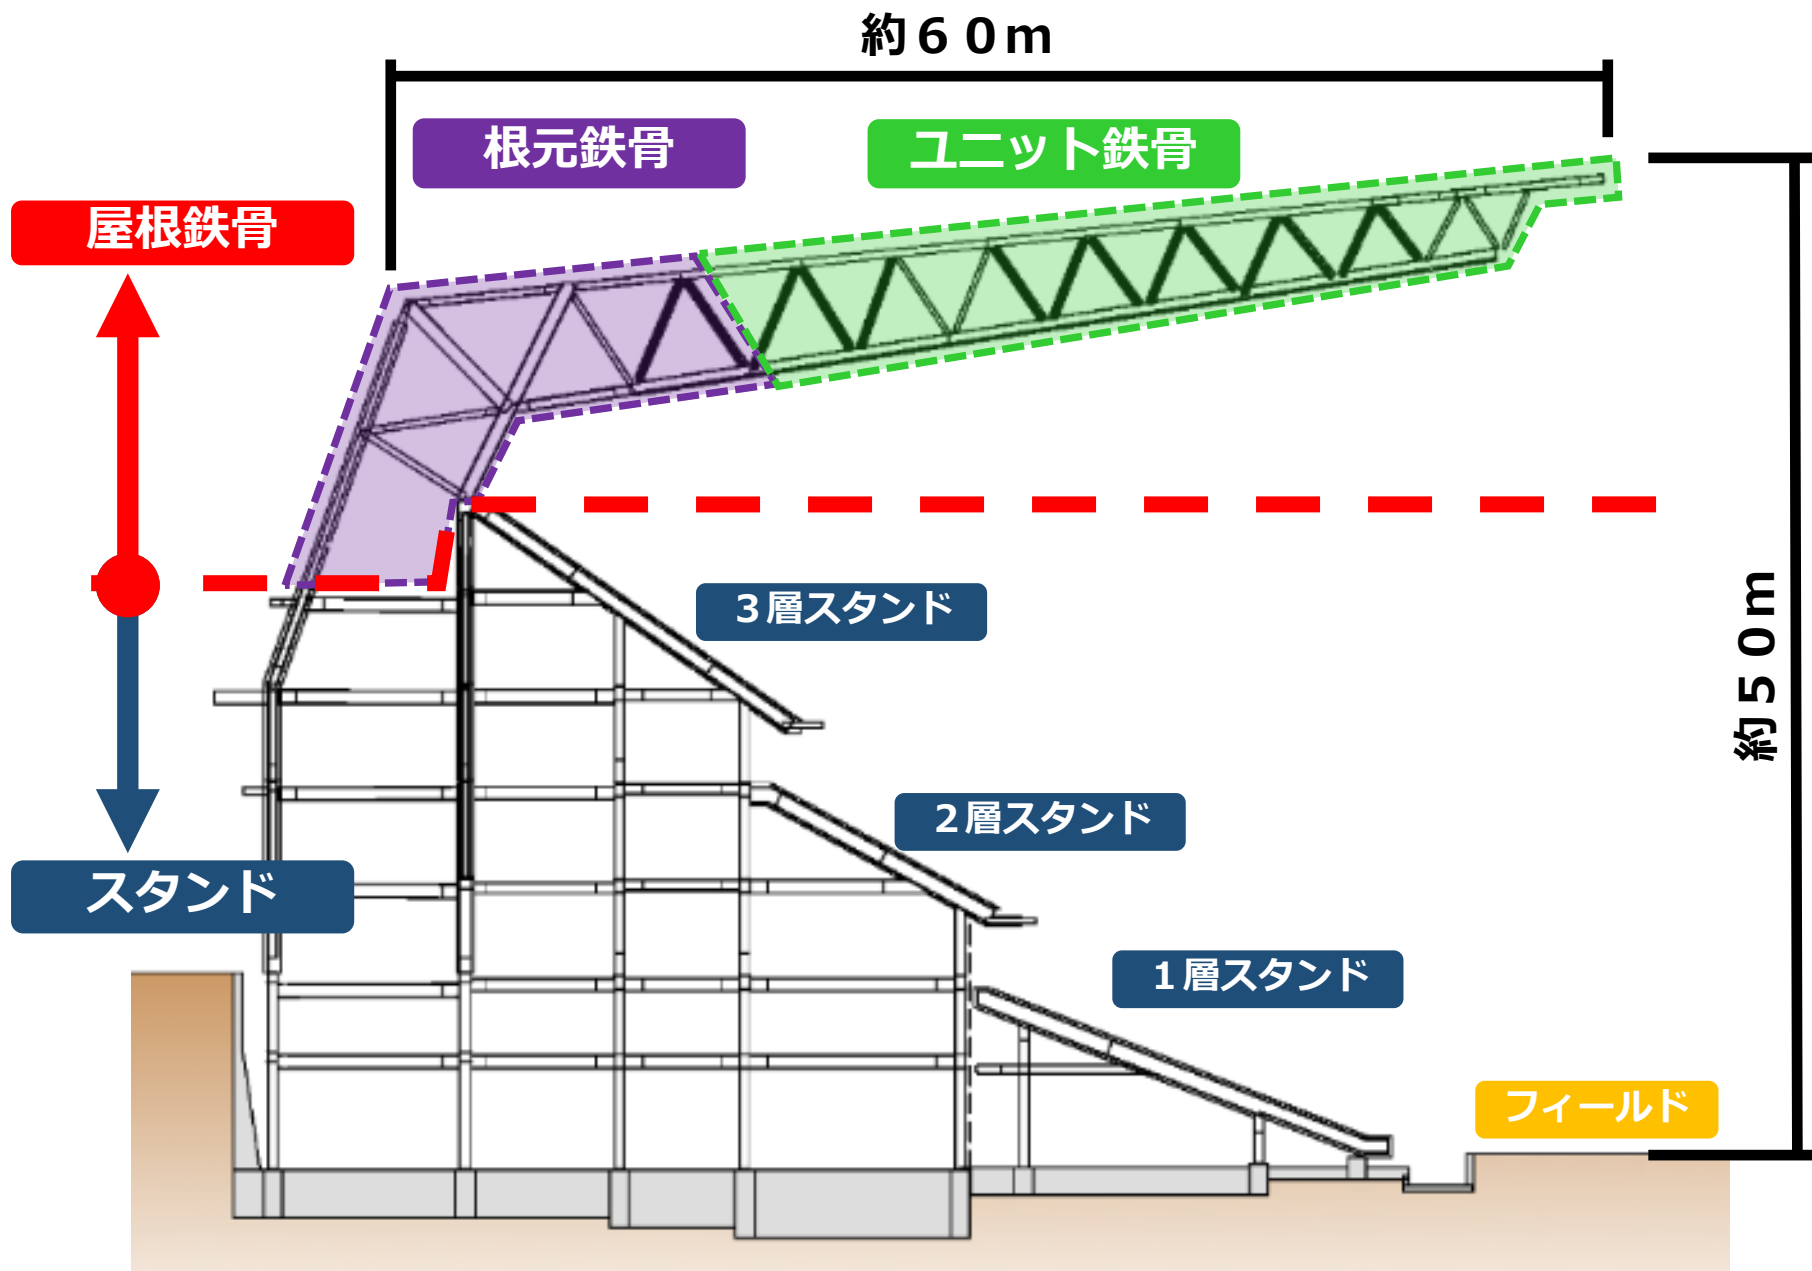 約６０ｍ
根元鉄骨
ユニット鉄骨
屋根鉄骨
３層スタンド
約５０ｍ
２層スタンド
スタンド
１層スタンド
フィールド